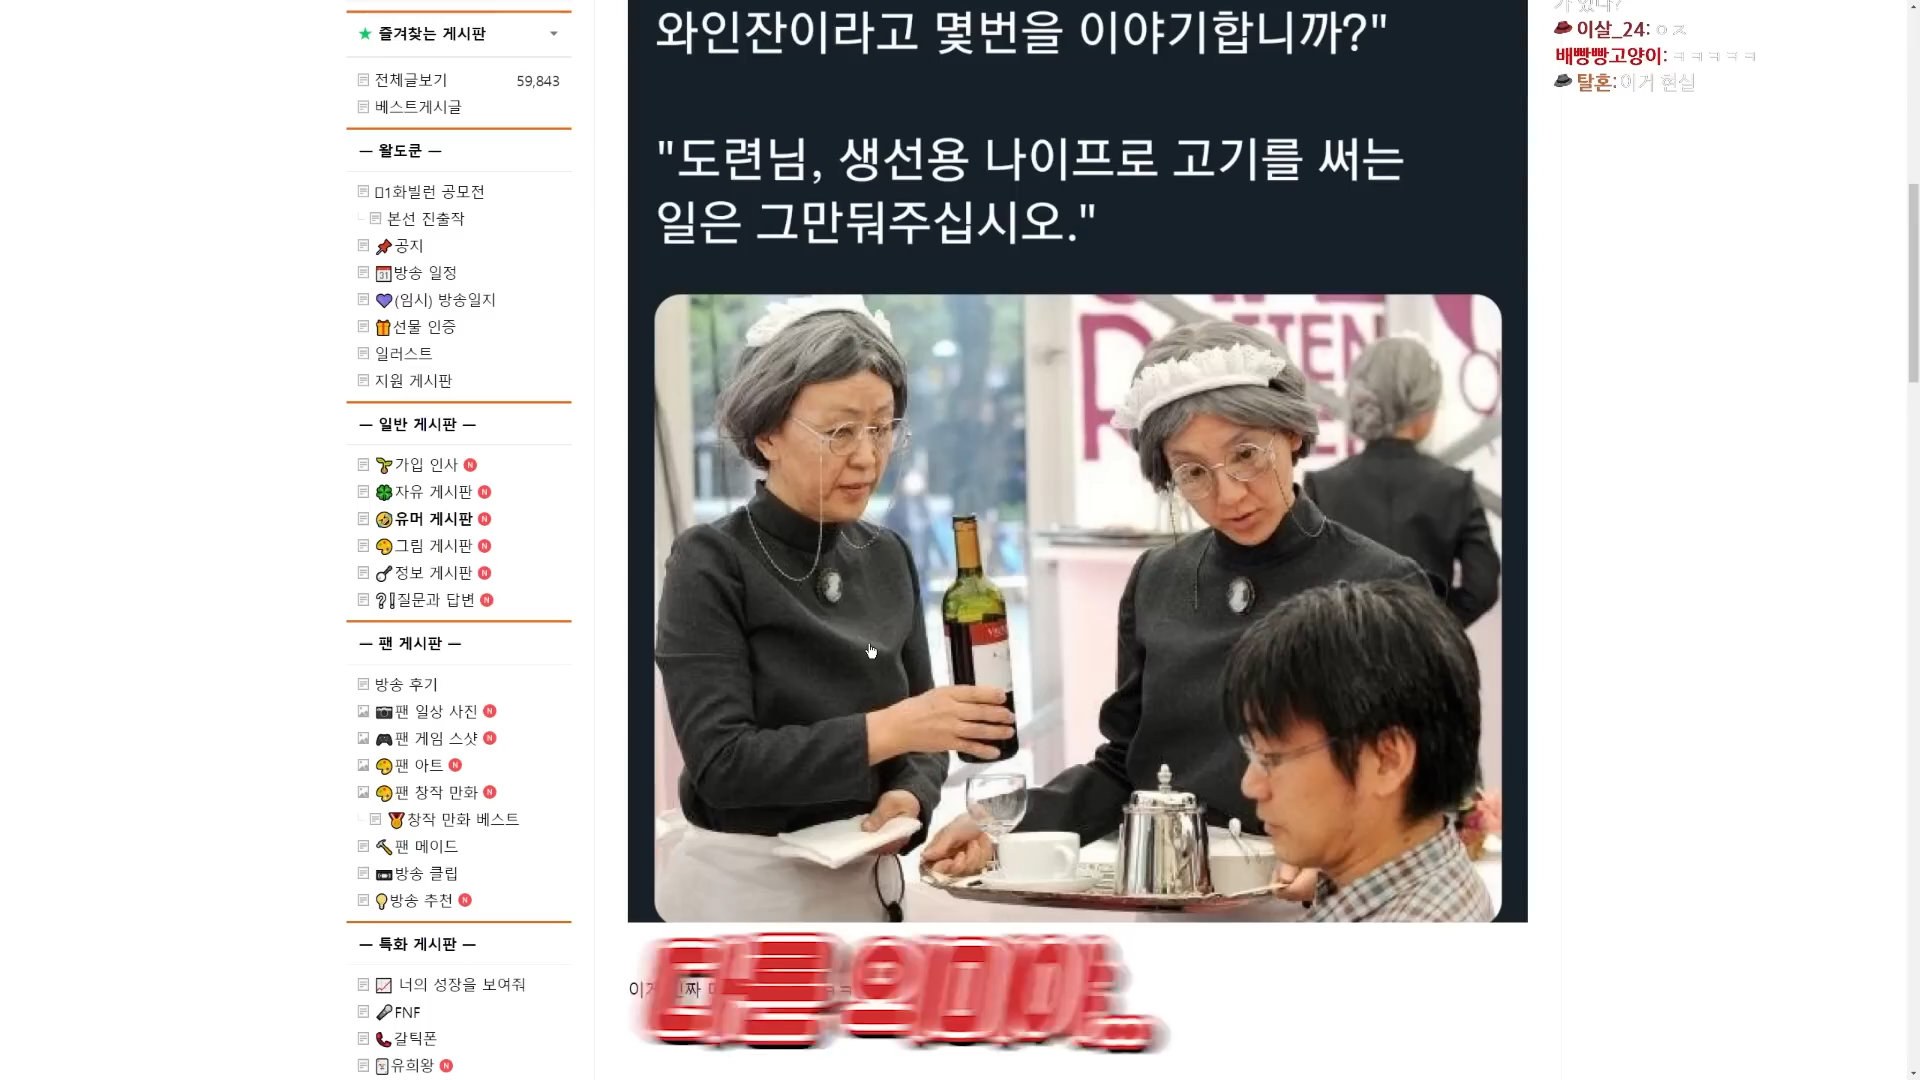 ★ 즐겨찾는 게시판
전체글보기 59,843
베스트게시글
— 왈도쿤 —
1화빌런 공모전
본선 진출작
공지
방송 일정
(임시) 방송일지
선물 인증
일러스트
지원 게시판
— 일반 게시판 —
가입 인사 N
자유 게시판 N
유머 게시판 N
그림 게시판 N
정보 게시판 N
?!질문과 답변 N
— 팬 게시판 —
방송 후기
팬 일상 사진 N
팬 게임 스샷 N
팬 아트 N
팬 창작 만화 N
창작 만화 베스트
팬 메이드
방송 클립
방송 추천 N
— 특화 게시판 —
너의 성장을 보여줘
FNF
갈틱폰
유희왕 N
와인잔이라고 몇번을 이야기합니까?"
"도련님, 생선용 나이프로 고기를 써는
일은 그만둬주십시오."
이살_24: ㅇㅈ
배빵빵고양이: ㅋㅋㅋㅋㅋ
탈혼: 이거 현실